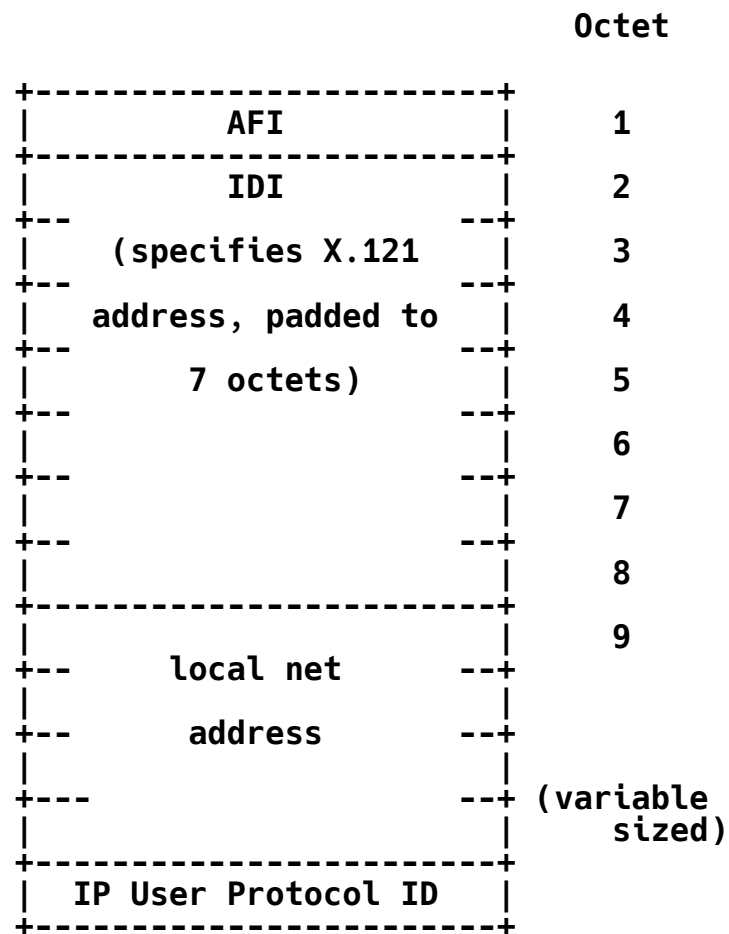 Octet

+------------------------+
|          AFI           |     1
+------------------------+
|          IDI           |     2
+--                    --+
|    (specifies X.121    |     3
+--                    --+
|   address, padded to   |     4
+--                    --+
|        7 octets)       |     5
+--                    --+
|                        |     6
+--                    --+
|                        |     7
+--                    --+
|                        |     8
+------------------------+
|                        |     9
+--     local net      --+
|                        |
+--      address       --+
|                        |
+---                   --+ (variable
|                        |     sized)
+------------------------+
|  IP User Protocol ID   |
+------------------------+